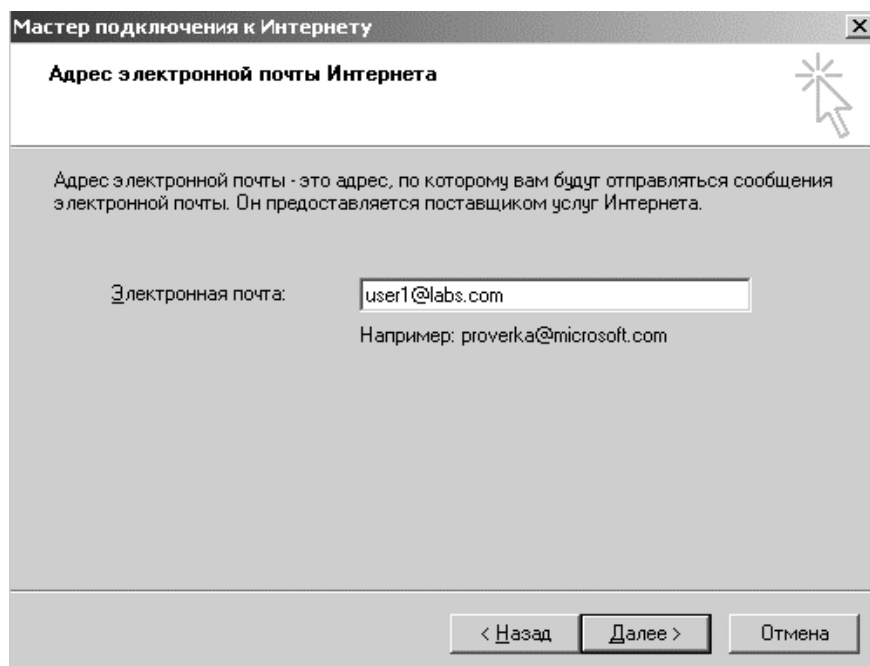 Мастер подключения к Интернету
Адрес электронной почты Интернета
Адрес электронной почты - это адрес, по которому вам будут отправляться сообщения
электронной почты. Он предоставляется поставщиком услуг Интернета.
Электронная почта: user1@labs.com
Например: proverka@microsoft.com
< Назад Далее > Отмена